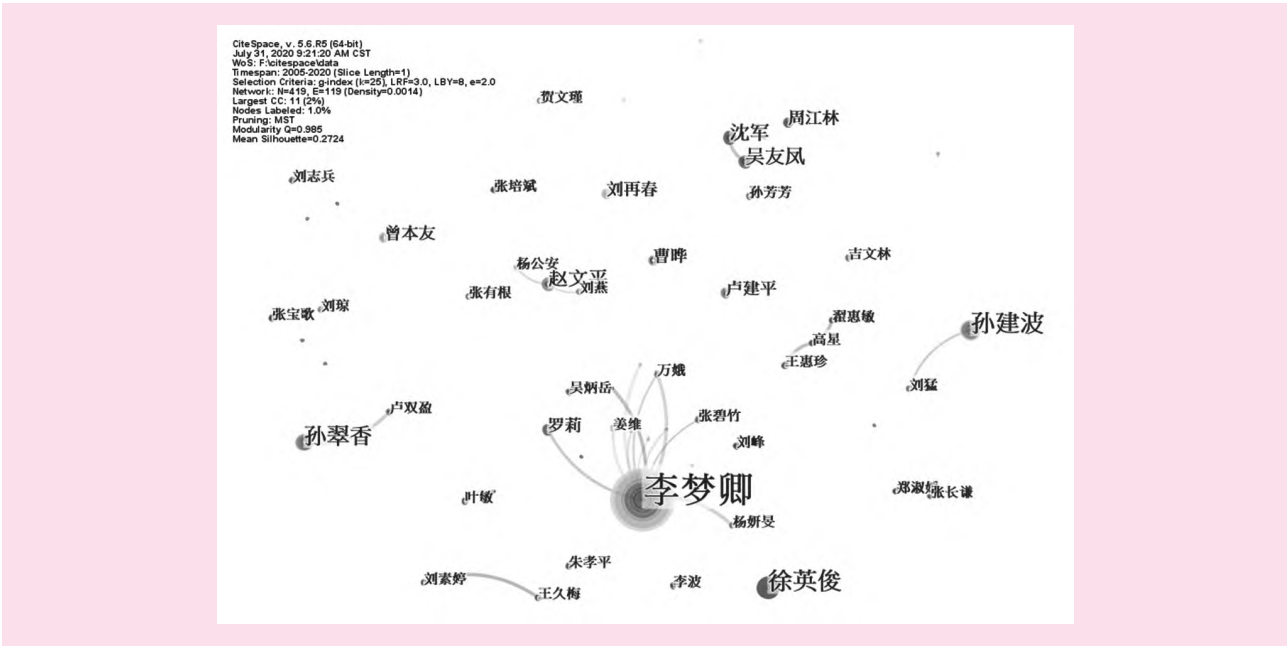 CiteSpace, v. 5.6.R5 (64-bit)
July 31, 2020 9:21:20 AM CST
WoS: F:\citespace\data
Timespan: 2005-2020 (Slice Length=1)
Selection Criteria: g-index (k=25), LRF=3.0, LBY=8, e=2.0
Network: N=419, E=119 (Density=0.0014)
Largest CC: 11 (2%)
Nodes Labeled: 1.0%
Pruning: MST
Modularity Q=0.985
Mean Silhouette=0.2724
贺文瑾
周江林
沈军
吴友凤
刘志兵
张培斌
刘再春
孙芳芳
曾本友
曹晔
吉文林
杨公安
赵文平
刘燕
张有根
卢建平
刘琼
张宝歌
翟惠敏
孙建波
高星
王惠珍
万娥
吴炳岳
刘猛
卢双盈
张碧竹
罗莉
姜维
孙翠香
刘峰
李梦卿
郑淑
张长谦
叶敏
杨妍旻
朱孝平
刘素婷
李波
徐英俊
王久梅